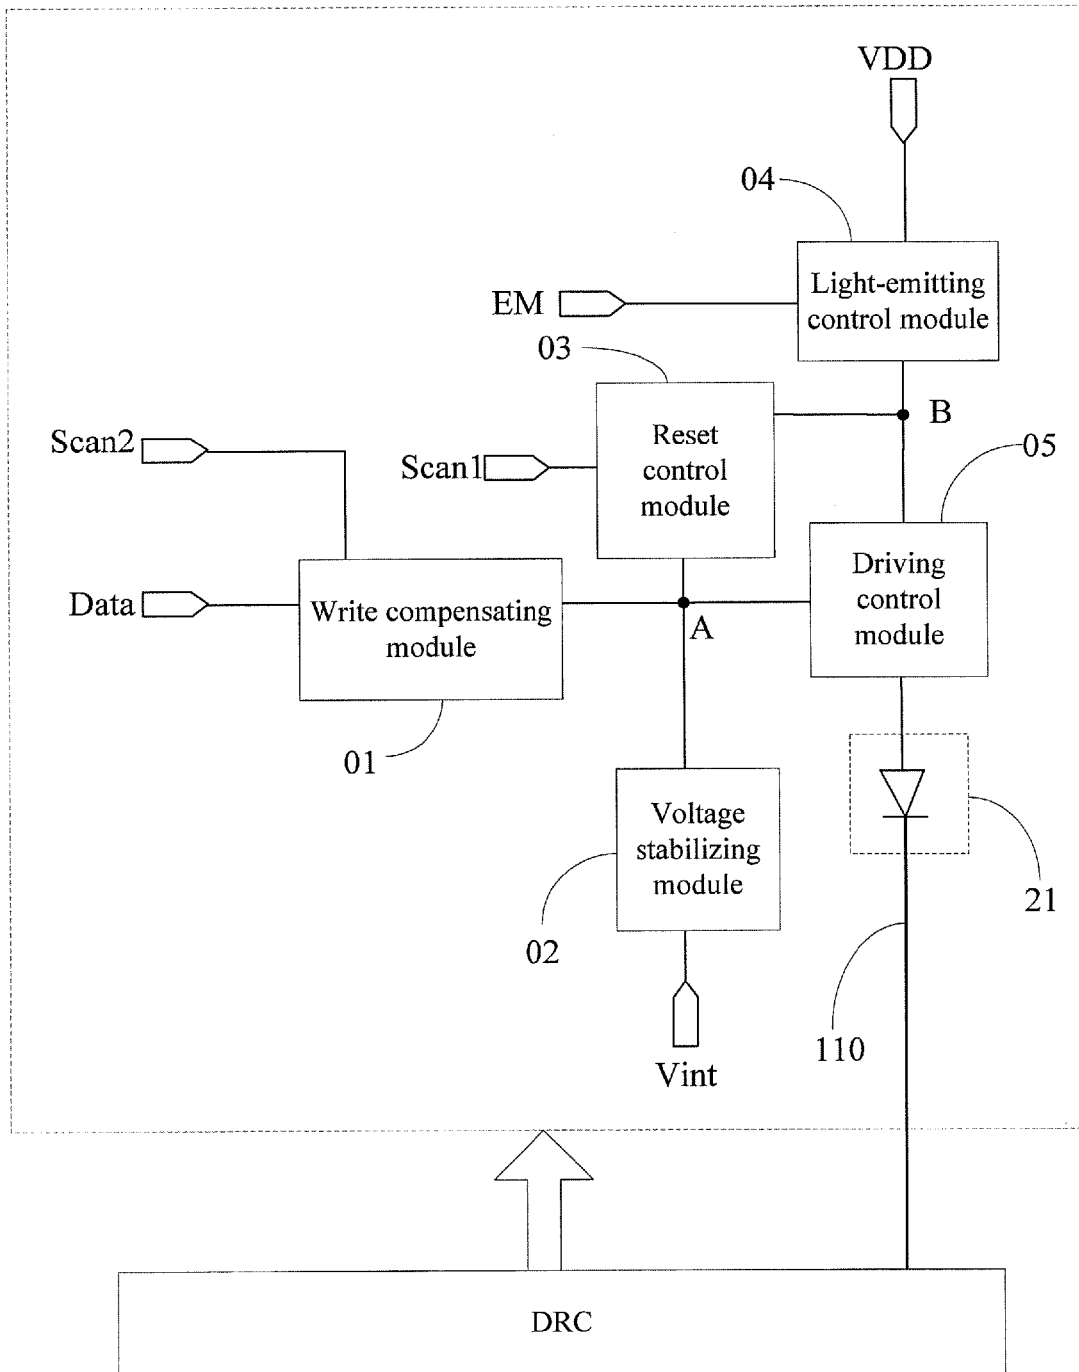 VDD
04
Light-emitting
control module
EM
03
B
Scan2
Scan1
Reset
control
module
05
Data
Write compensating
module
A
Driving
control
module
01
Voltage
stabilizing
module
02
21
110
Vint
DRC